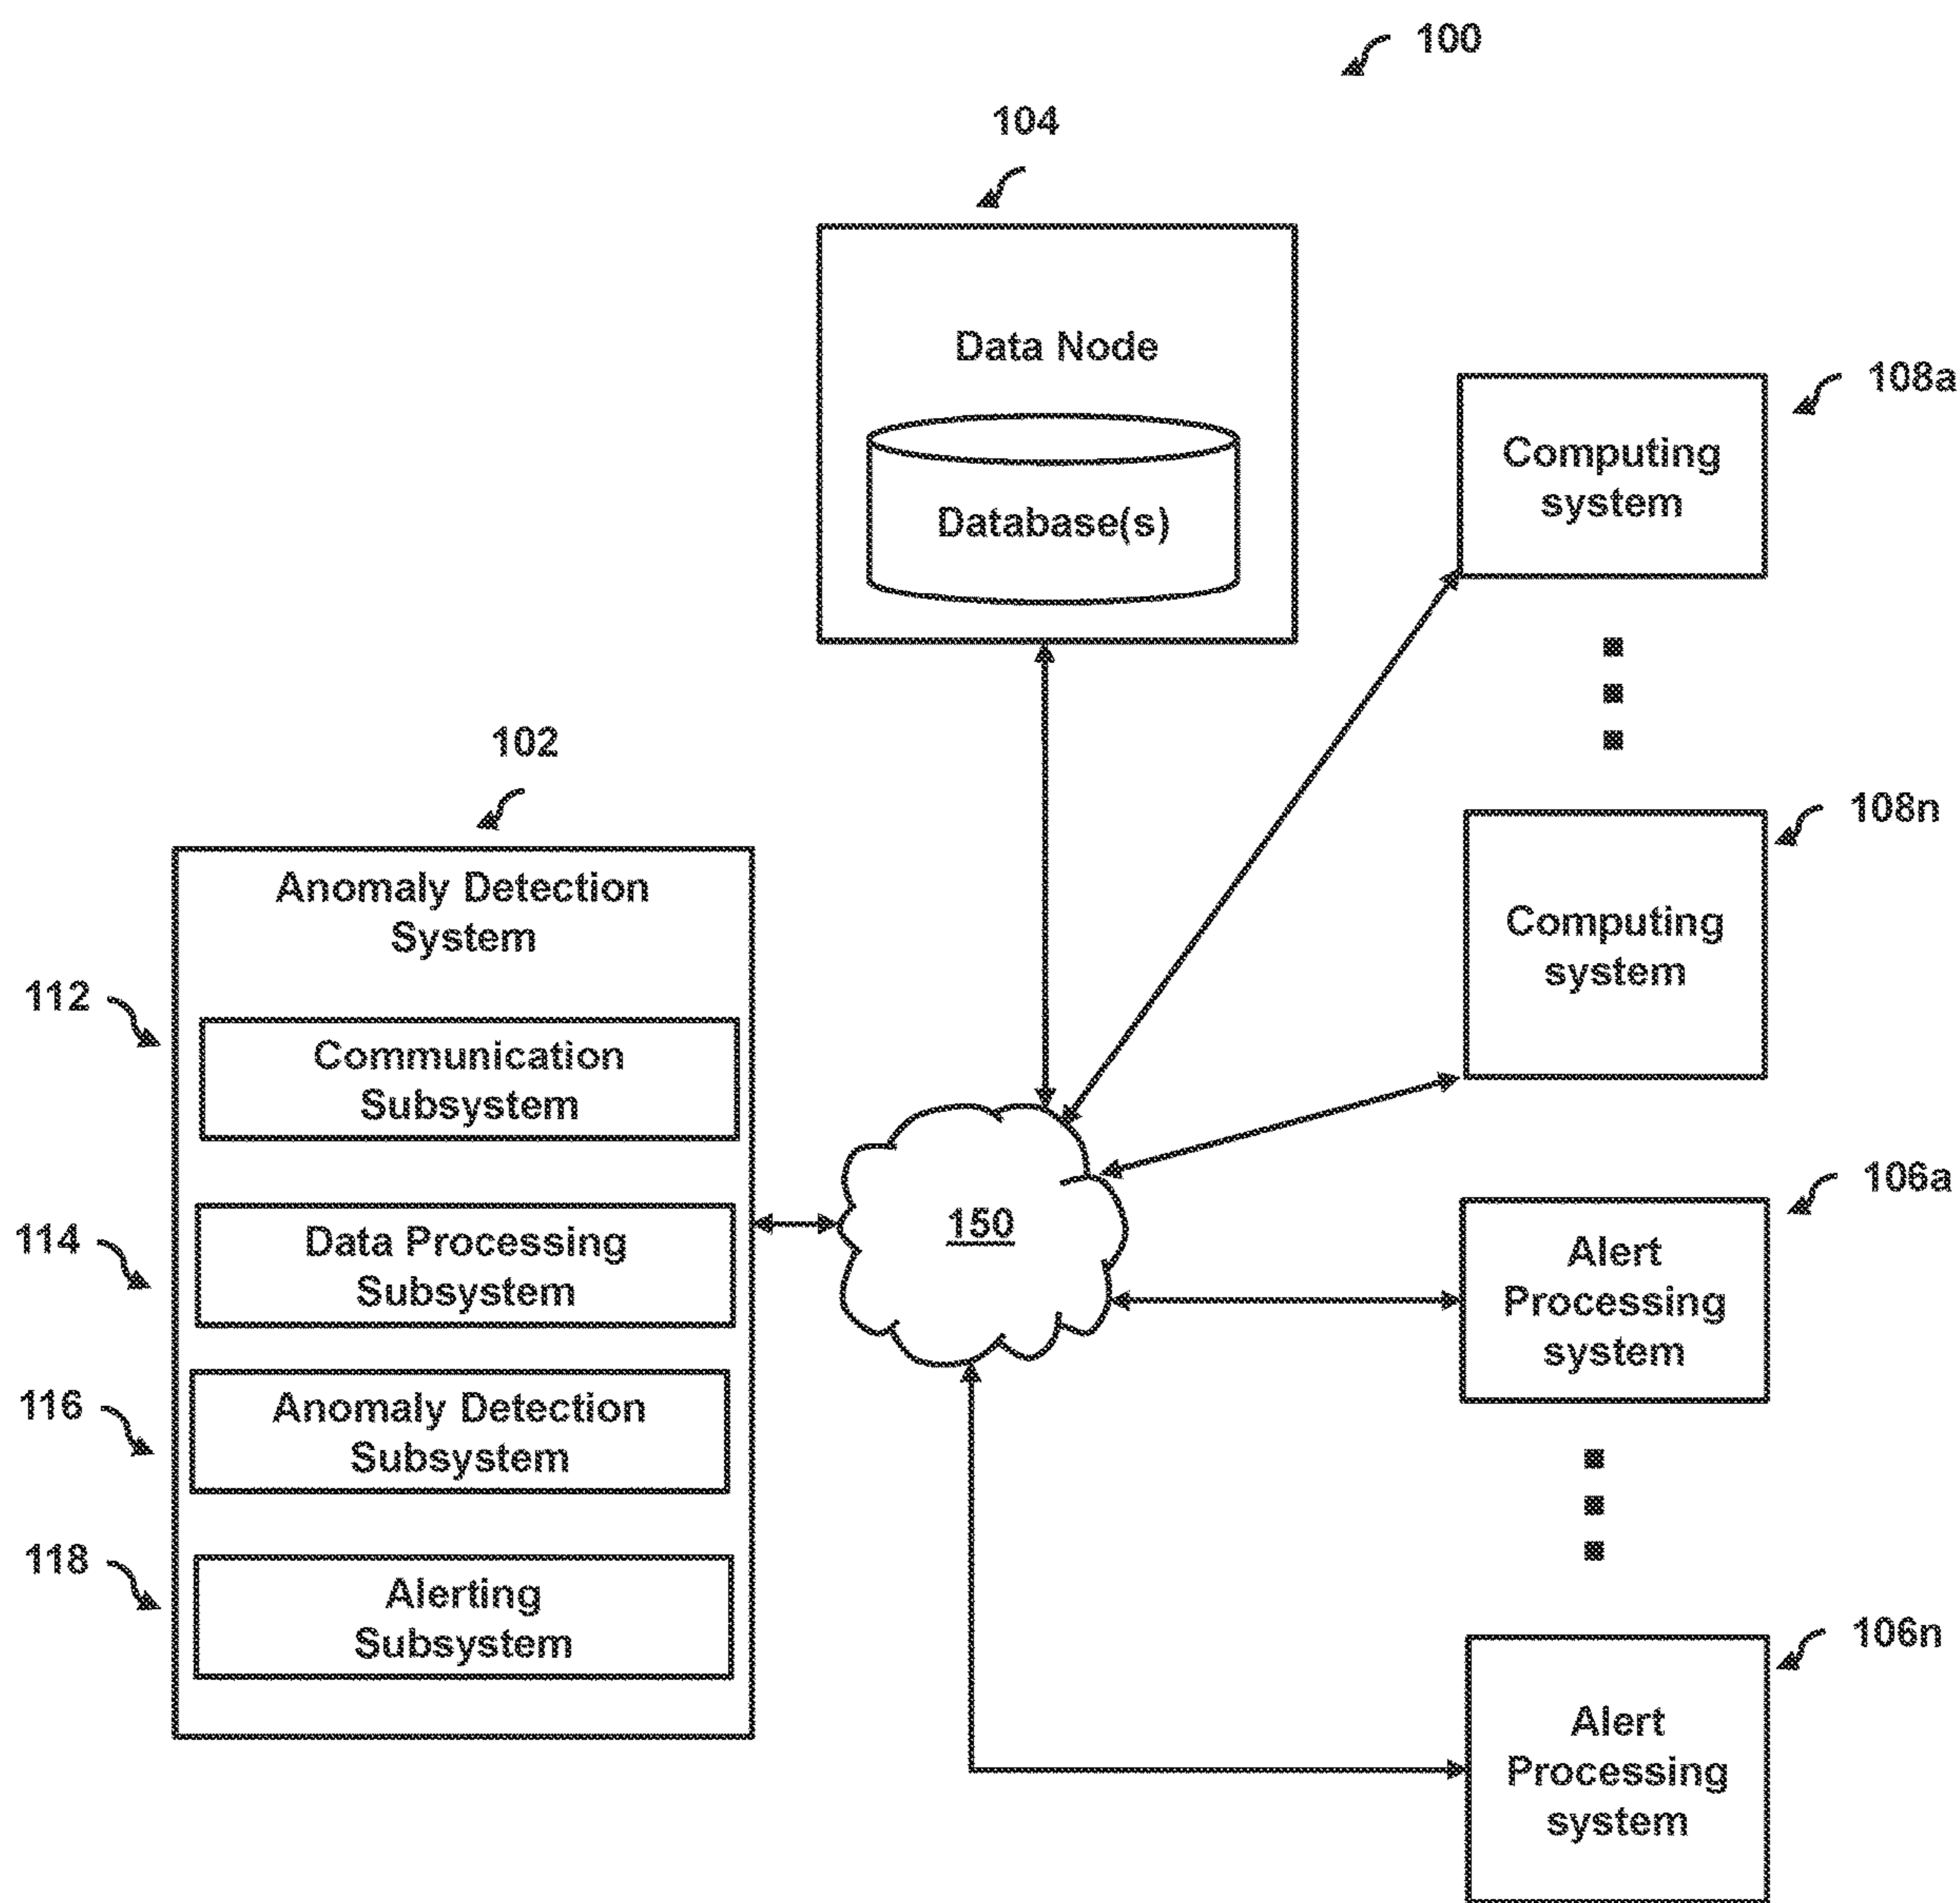 100
104
Data Node
Database(s)
108a
Computing
system
108n
Computing
system
102
Anomaly Detection
System
112
Communication
Subsystem
114
Data Processing
Subsystem
116
Anomaly Detection
Subsystem
118
Alerting
Subsystem
150
106a
Alert
Processing
system
106n
Alert
Processing
system